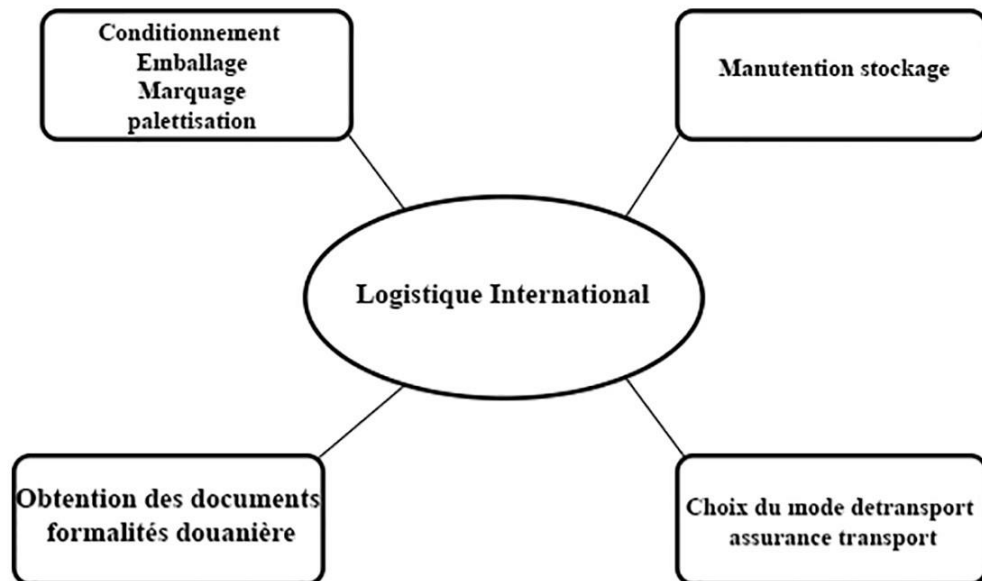 Conditionnement
Emballage
Marquage
palettisation
Manutention stockage
Logistique International
Obtention des documents
formalités douanière
Choix du mode detransport
assurance transport